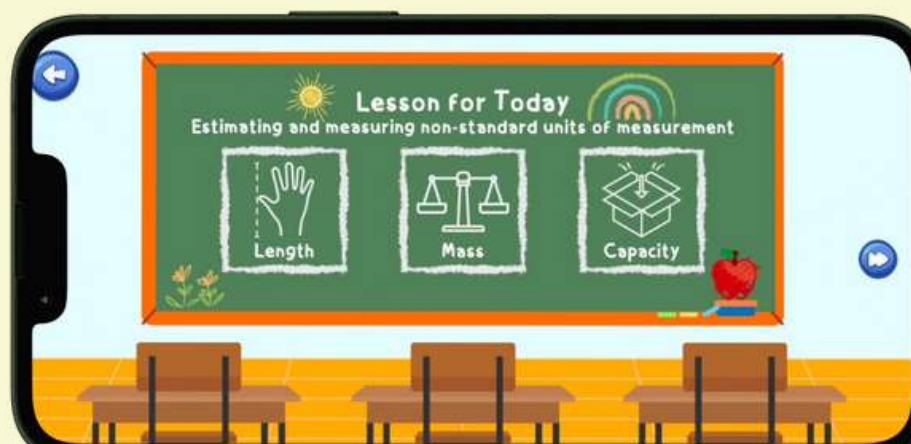 Lesson for Today
Estimating and measuring non-standard units of measurement
Length
Mass
Capacity